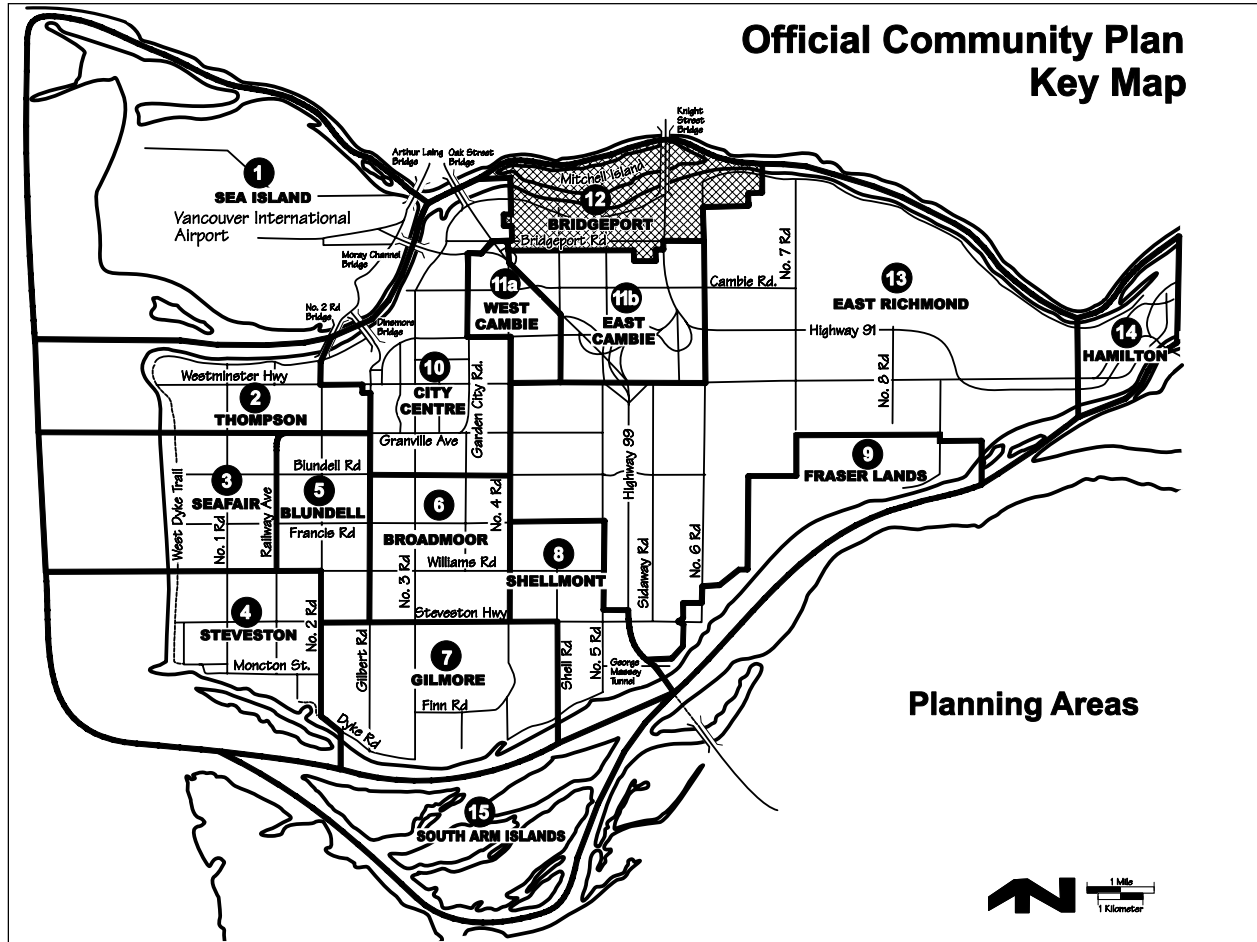 Official Community Plan
Key Map
Knight
Street
Bridge
Arthur Laing
Bridge
Oak Street
Bridge
Mitchell Island
1
SEA ISLAND
12
BRIDGEPORT
Vancouver International
Airport
Bridgeport Rd
Moray Channel
Bridge
No. 7 Rd
Cambie Rd.
13
EAST RICHMOND
11a
WEST
CAMBIE
11b
EAST
CAMBIE
No. 2 Rd
Bridge
Dinsmore
Bridge
Highway 91
14
HAMILTON
Westminster Hwy
10
CITY
CENTRE
Garden City Rd.
No. 8 Rd
2
THOMPSON
Granville Ave
Highway 99
9
FRASER LANDS
West Dyke Trail
3
SEAFAIR
No. 1 Rd
Railway Ave
Blundell Rd
5
BLUNDELL
Francis Rd
6
BROADMOOR
No. 4 Rd
Williams Rd
No. 3 Rd
8
SHELLMONT
Sidaway Rd
No. 6 Rd
4
STEVESTON
No. 2 Rd
Steveston Hwy
Moncton St.
Gilbert Rd
7
GILMORE
Shell Rd
No. 5 Rd
George
Massey
Tunnel
Finn Rd
Dyke Rd
Planning Areas
15
SOUTH ARM ISLANDS
N
1 Mile
1 Kilometer